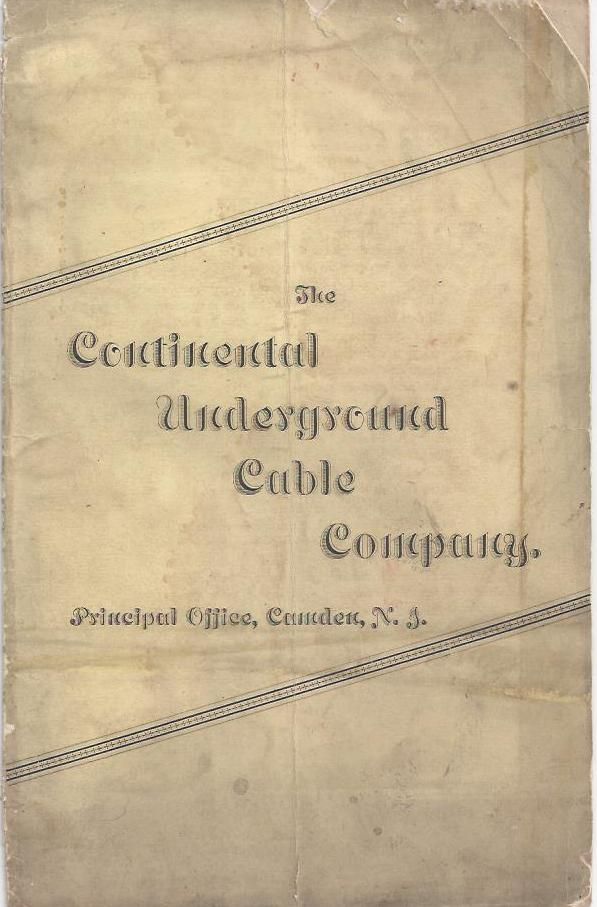 The
Continental
Underground
Cable
Company.
Principal Office, Camden, N. J.